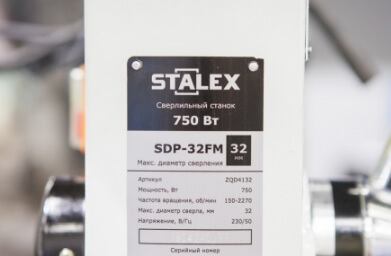 STALEX
Сверлильный станок
750 Вт
SDP-32FM 32 мм
Макс. диаметр сверления
Артикул ZQD4132
Мощность, Вт 750
Частота вращения, об/мин 150-2270
Макс. диаметр сверла, мм 32
Напряжение, В/Гц 230/50
Серийный номер